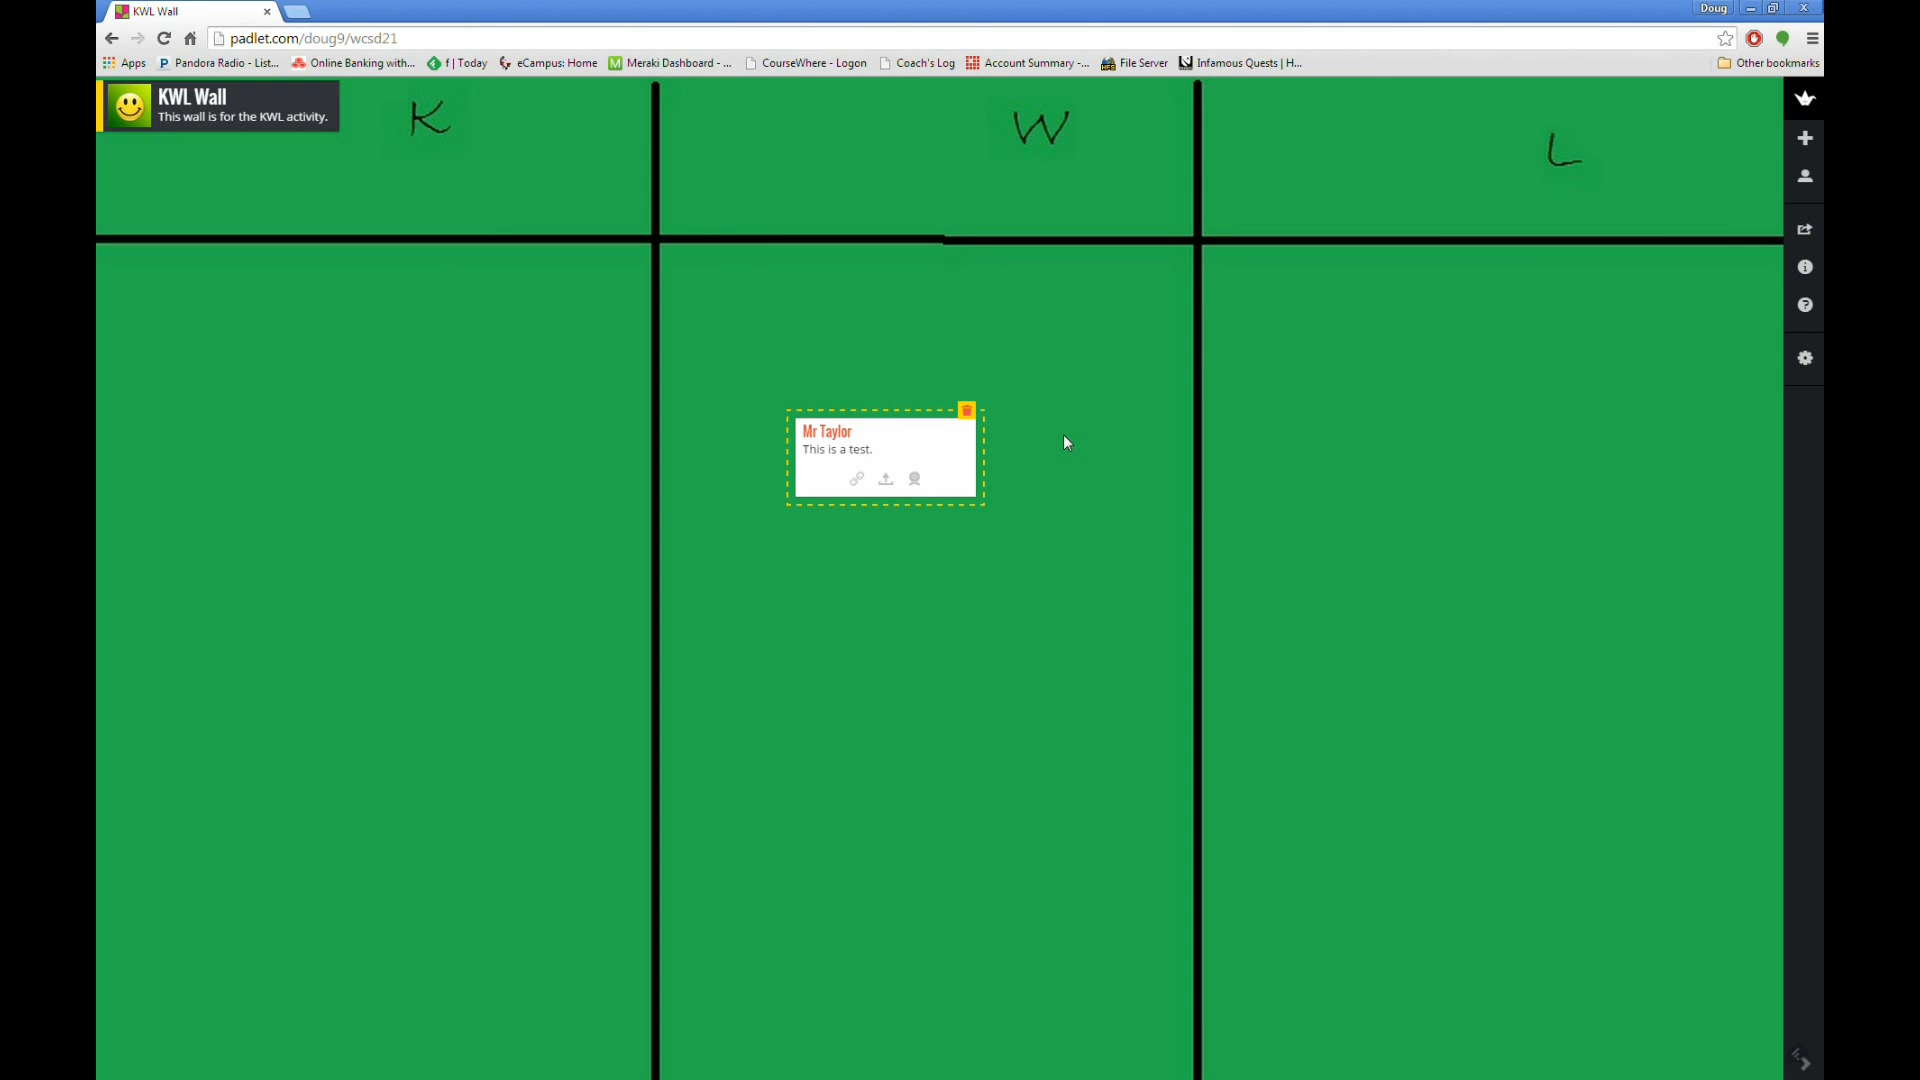 KWL Wall
Doug
padlet.com/doug9/wcsd21
Apps
Pandora Radio - List...
Online Banking with...
f | Today
eCampus: Home
Meraki Dashboard - ...
CourseWhere - Logon
Coach's Log
Account Summary -...
File Server
Infamous Quests | H...
Other bookmarks
KWL Wall
This wall is for the KWL activity.
K
W
L
Mr Taylor
This is a test.